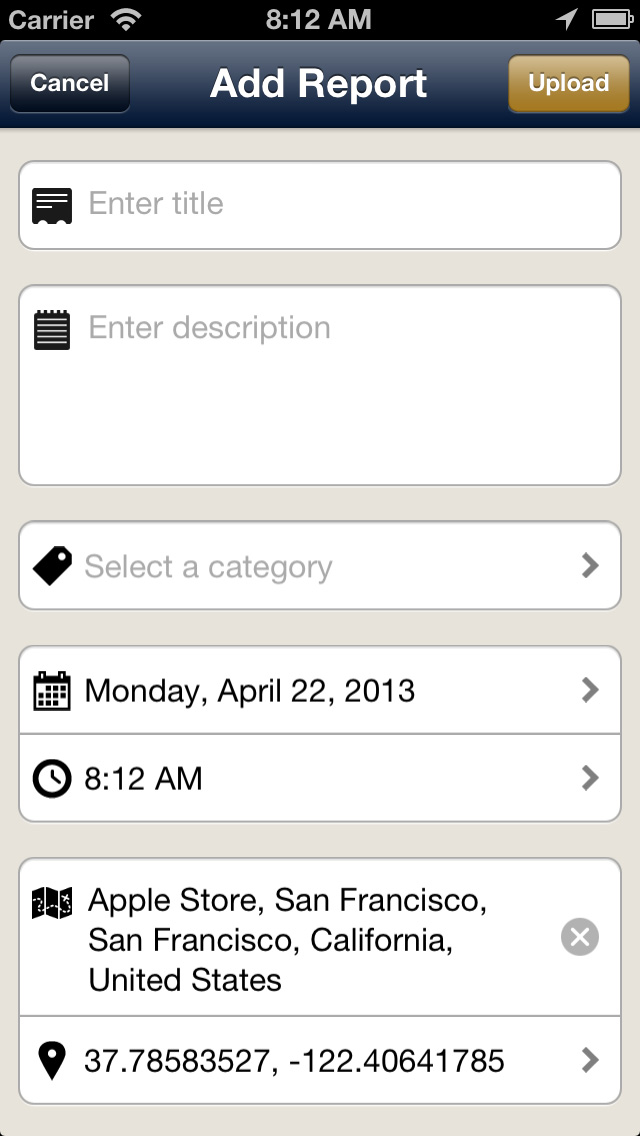 Carrier 8:12 AM
Cancel Add Report Upload
Enter title
Enter description
Select a category
Monday, April 22, 2013
8:12 AM
Apple Store, San Francisco,
San Francisco, California,
United States
37.78583527, -122.40641785